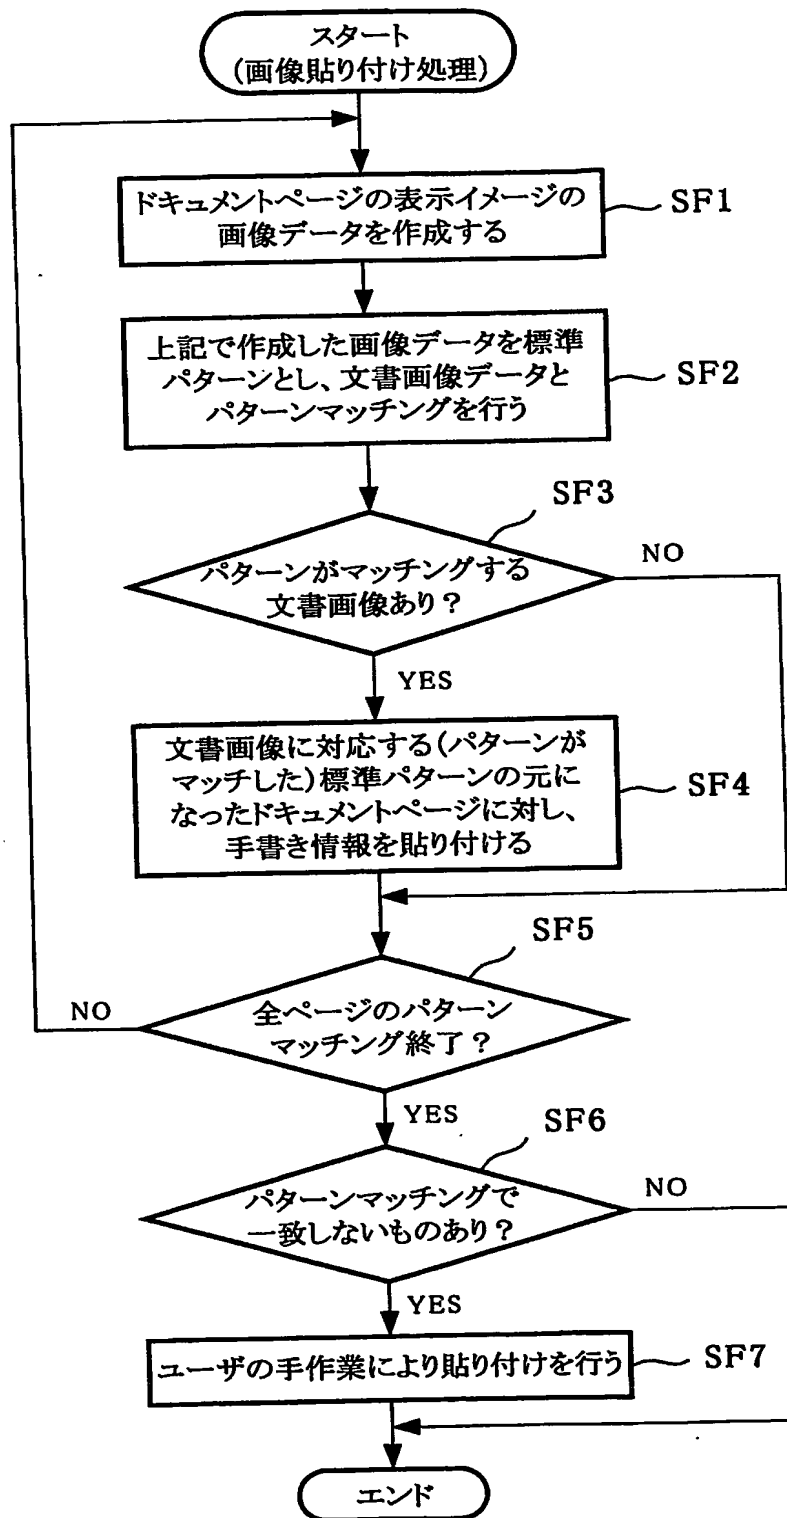 スタート
(画像貼り付け処理)
ドキュメントページの表示イメージの
画像データを作成する
SF1
上記で作成した画像データを標準
パターンとし、文書画像データと
パターンマッチングを行う
SF2
SF3
パターンがマッチングする
文書画像あり?
NO
YES
文書画像に対応する(パターンが
マッチした)標準パターンの元に
なったドキュメントページに対し、
手書き情報を貼り付ける
SF4
SF5
全ページのパターン
マッチング終了?
NO
YES
SF6
パターンマッチングで
一致しないものあり?
NO
YES
ユーザの手作業により貼り付けを行う
SF7
エンド